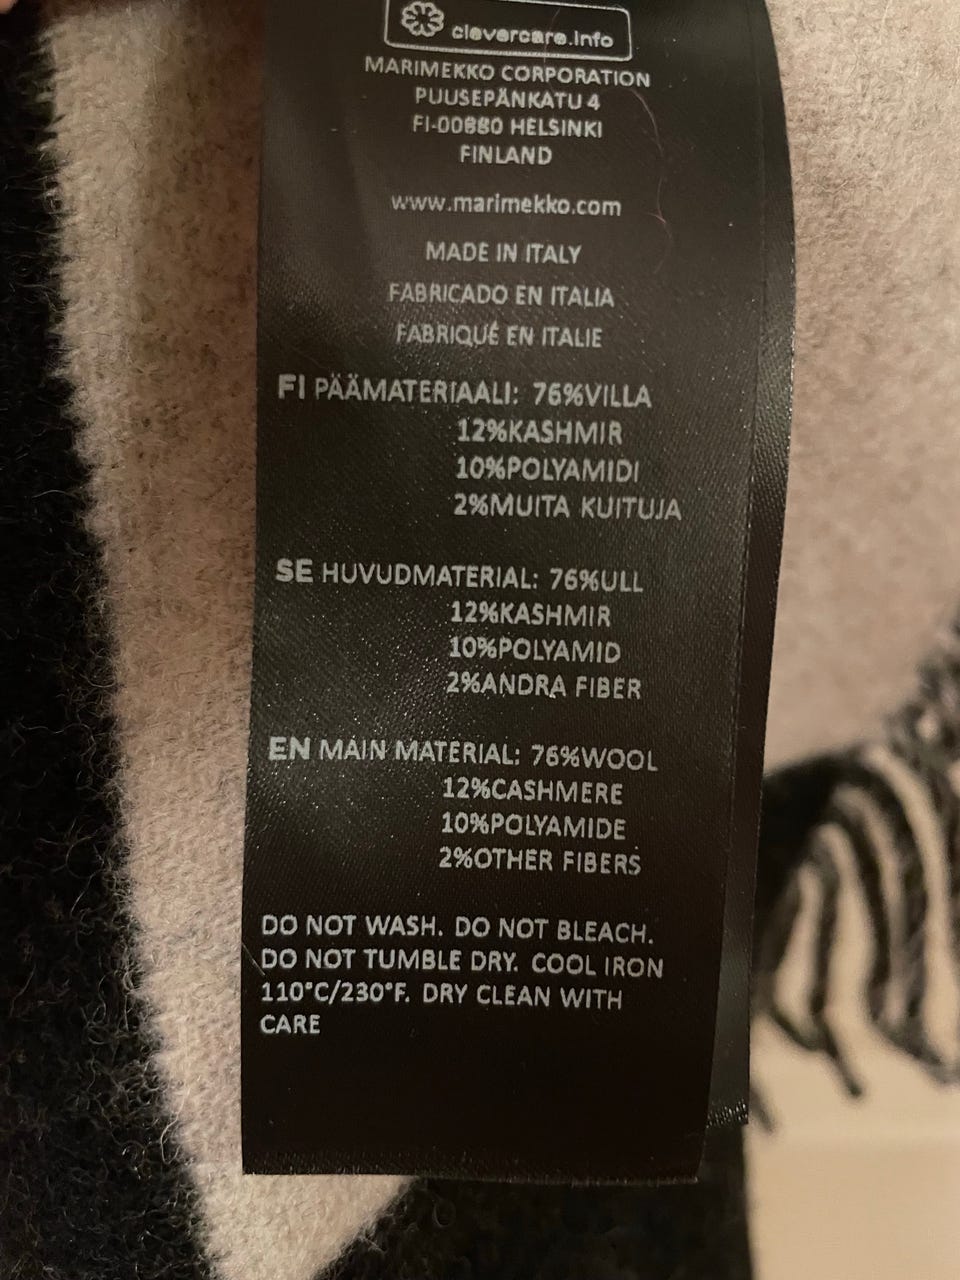 clevercare.info
MARIMEKKO CORPORATION
PUUSEPÄNKATU 4
FI-00880 HELSINKI
FINLAND
www.marimekko.com
MADE IN ITALY
FABRICADO EN ITALIA
FABRIQUÉ EN ITALIE
FI PÄÄMATERIAALI: 76%VILLA
12%KASHMIR
10%POLYAMIDI
2%MUITA KUITUJA
SE HUVUDMATERIAL: 76%ULL
12%KASHMIR
10%POLYAMID
2%ANDRA FIBER
EN MAIN MATERIAL: 76%WOOL
12%CASHMERE
10%POLYAMIDE
2%OTHER FIBERS
DO NOT WASH. DO NOT BLEACH.
DO NOT TUMBLE DRY. COOL IRON
110°C/230°F. DRY CLEAN WITH
CARE